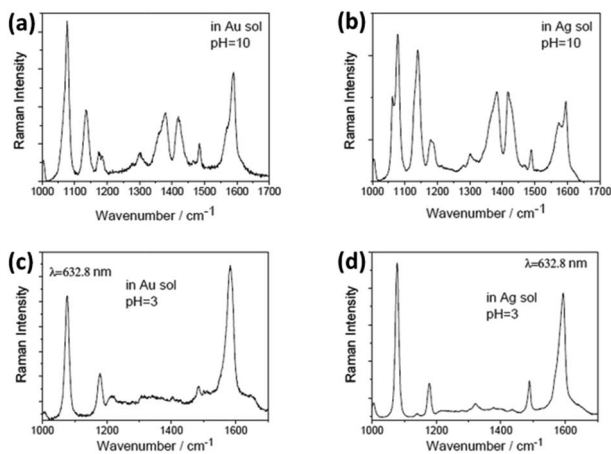 (a)
in Au sol
pH=10
Raman Intensity
1000 1100 1200 1300 1400 1500 1600 1700
Wavenumber / cm⁻¹
(b)
in Ag sol
pH=10
Raman Intensity
1000 1100 1200 1300 1400 1500 1600 1700
Wavenumber / cm⁻¹
(c)
λ=632.8 nm
in Au sol
pH=3
Raman Intensity
1000 1200 1400 1600
Wavenumber/cm⁻¹
(d)
λ=632.8 nm
in Ag sol
pH=3
Raman Intensity
1000 1200 1400 1600
Wavenumber/cm⁻¹